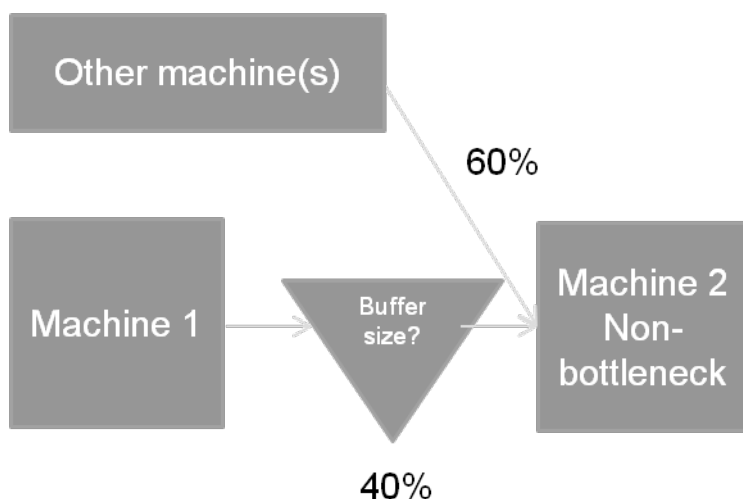 Other machine(s)
60%
Machine 1
Buffer
size?
Machine 2
Non-
bottleneck
40%